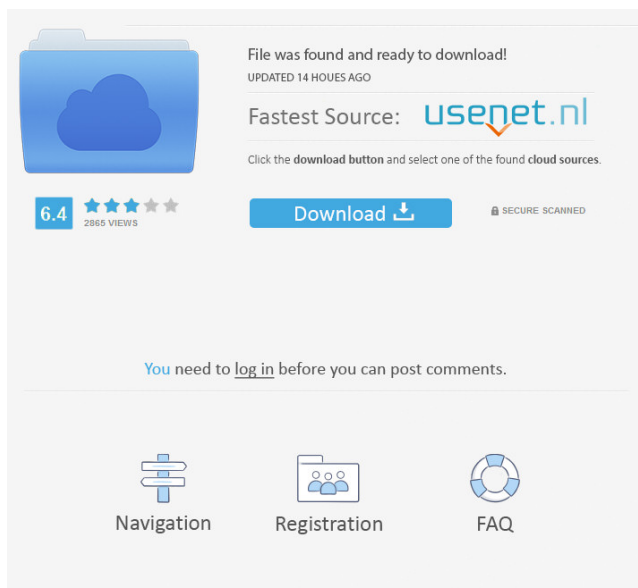 File was found and ready to download!
UPDATED 14 HOUES AGO
Fastest Source: usenet.nl
Click the download button and select one of the found cloud sources.
6.4
2865 VIEWS
Download
SECURE SCANNED
You need to log in before you can post comments.
Navigation
Registration
FAQ